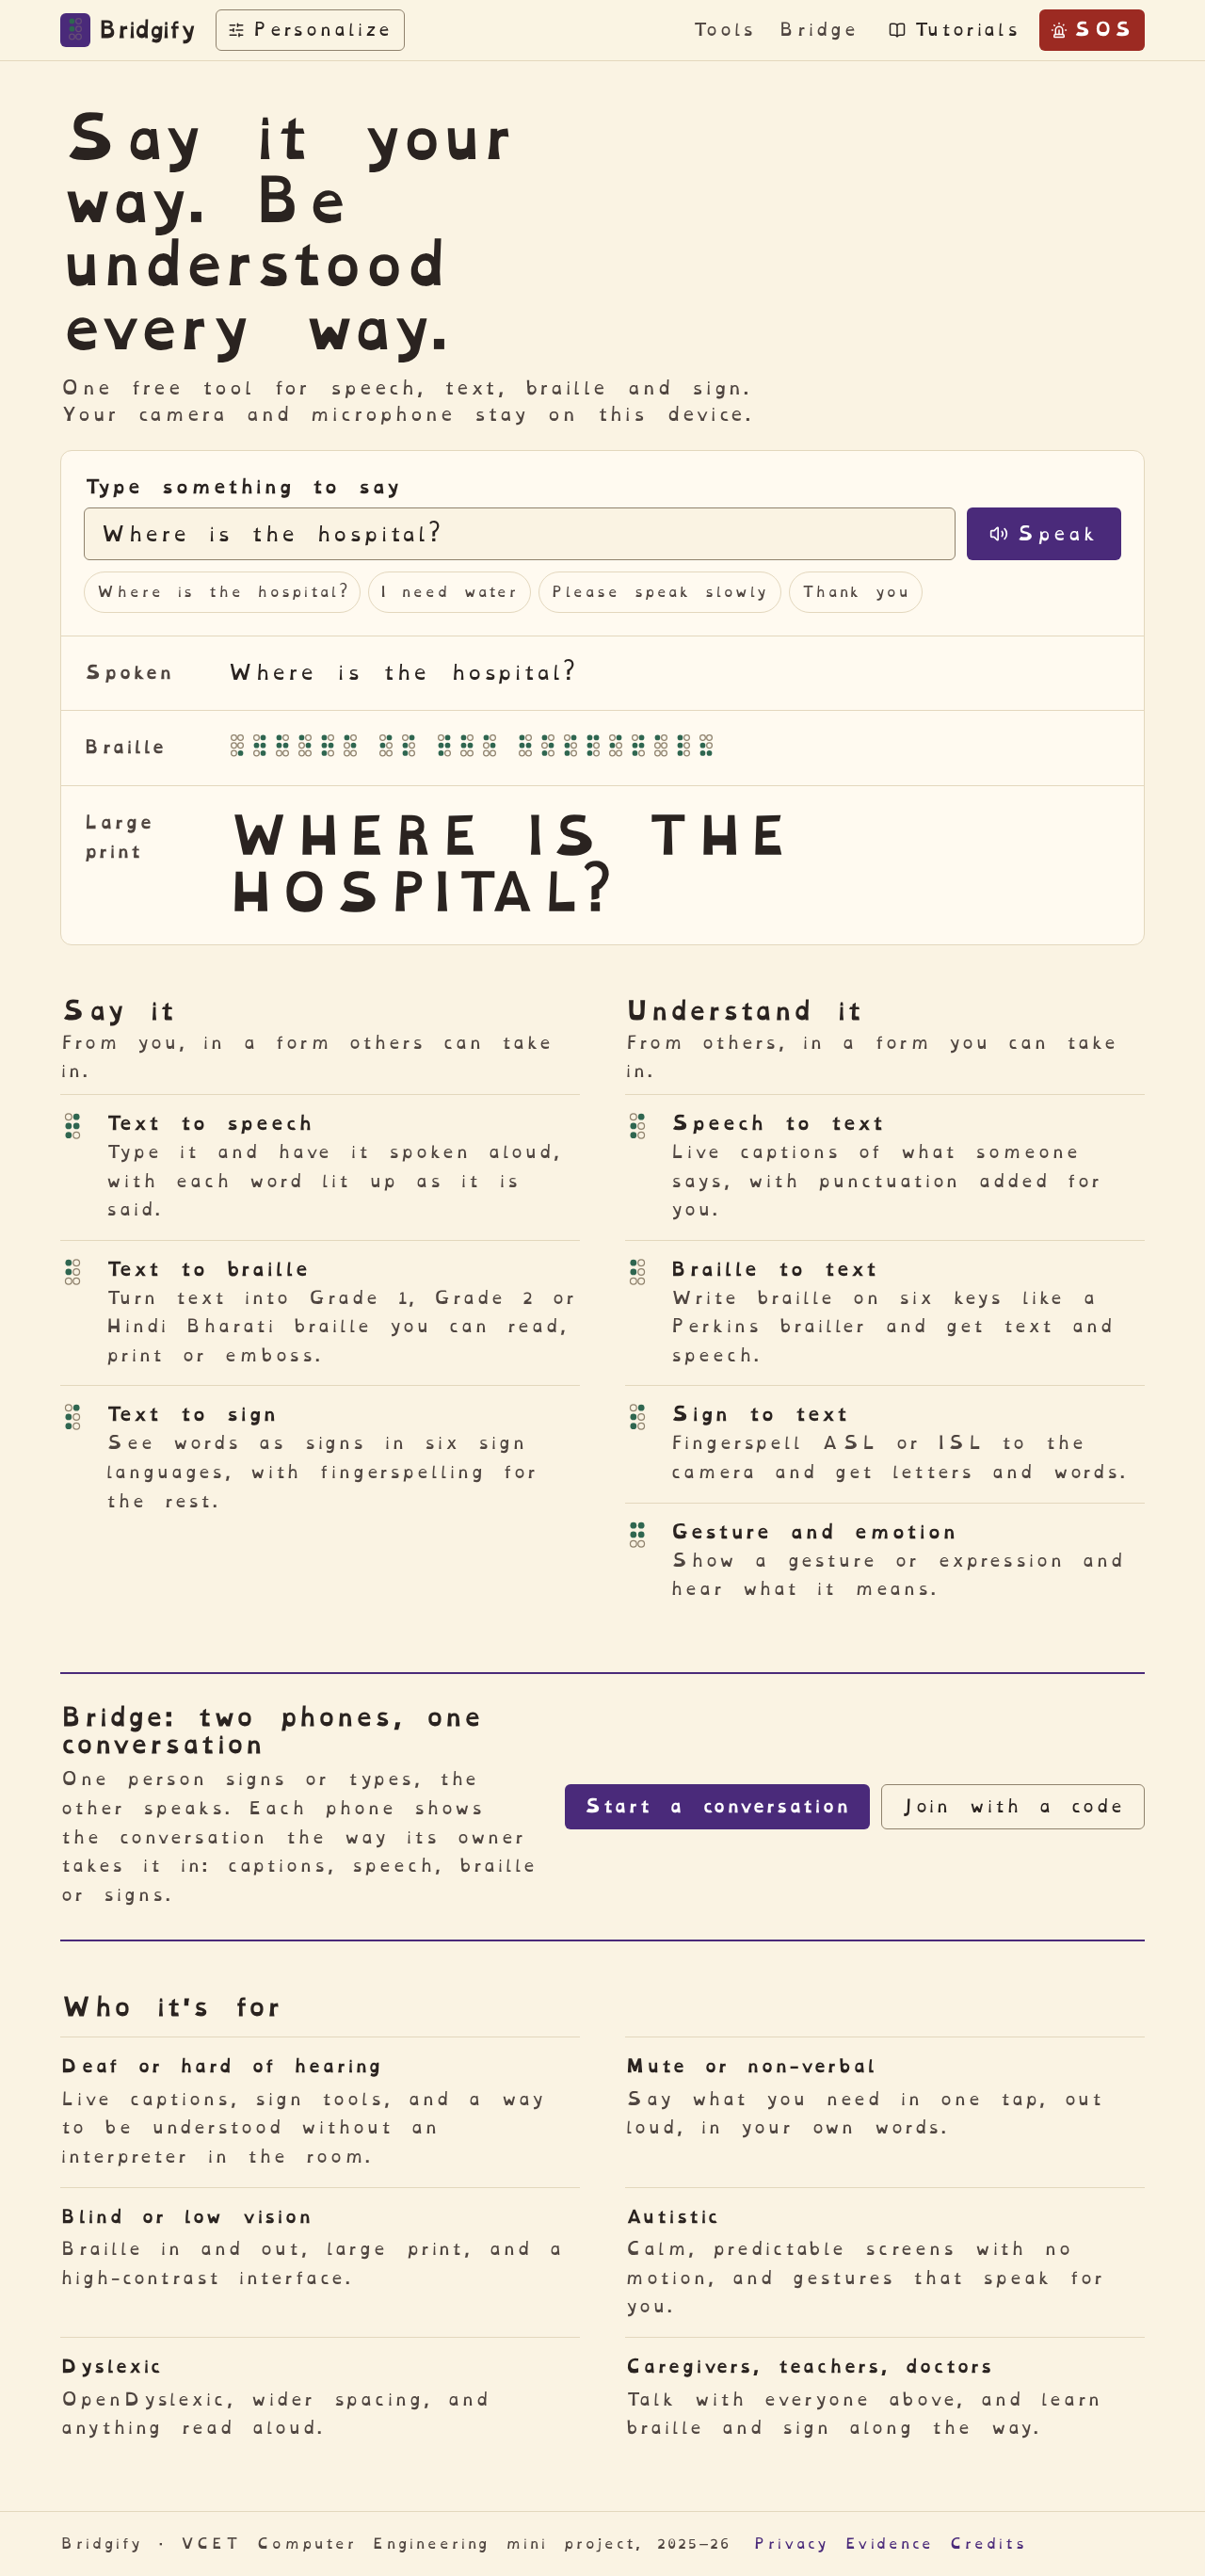 Bridgify Personalize Tools Bridge Tutorials SOS
Say it your
way. Be
understood
every way.
One free tool for speech, text, braille and sign.
Your camera and microphone stay on this device.
Type something to say
Where is the hospital? Speak
Where is the hospital? I need water Please speak slowly Thank you
Spoken Where is the hospital?
Braille ⠠⠺⠓⠑⠗⠑ ⠊⠎ ⠞⠓⠑ ⠓⠕⠎⠏⠊⠞⠁⠇⠦
Large
print
WHERE IS THE
HOSPITAL?
Say it
From you, in a form others can take
in.
Text to speech
Type it and have it spoken aloud,
with each word lit up as it is
said.
Text to braille
Turn text into Grade 1, Grade 2 or
Hindi Bharati braille you can read,
print or emboss.
Text to sign
See words as signs in six sign
languages, with fingerspelling for
the rest.
Understand it
From others, in a form you can take
in.
Speech to text
Live captions of what someone
says, with punctuation added for
you.
Braille to text
Write braille on six keys like a
Perkins brailler and get text and
speech.
Sign to text
Fingerspell ASL or ISL to the
camera and get letters and words.
Gesture and emotion
Show a gesture or expression and
hear what it means.
Bridge: two phones, one
conversation
One person signs or types, the
other speaks. Each phone shows
the conversation the way its owner
takes it in: captions, speech, braille
or signs.
Start a conversation Join with a code
Who it's for
Deaf or hard of hearing
Live captions, sign tools, and a way
to be understood without an
interpreter in the room.
Mute or non-verbal
Say what you need in one tap, out
loud, in your own words.
Blind or low vision
Braille in and out, large print, and a
high-contrast interface.
Autistic
Calm, predictable screens with no
motion, and gestures that speak for
you.
Dyslexic
OpenDyslexic, wider spacing, and
anything read aloud.
Caregivers, teachers, doctors
Talk with everyone above, and learn
braille and sign along the way.
Bridgify · VCET Computer Engineering mini project, 2025–26 Privacy Evidence Credits